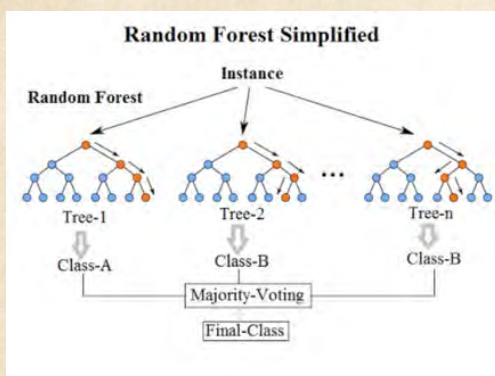 Random Forest Simplified
Instance
Random Forest
...
Tree-1
Tree-2
Tree-n
Class-A
Class-B
Class-B
Majority-Voting
Final-Class